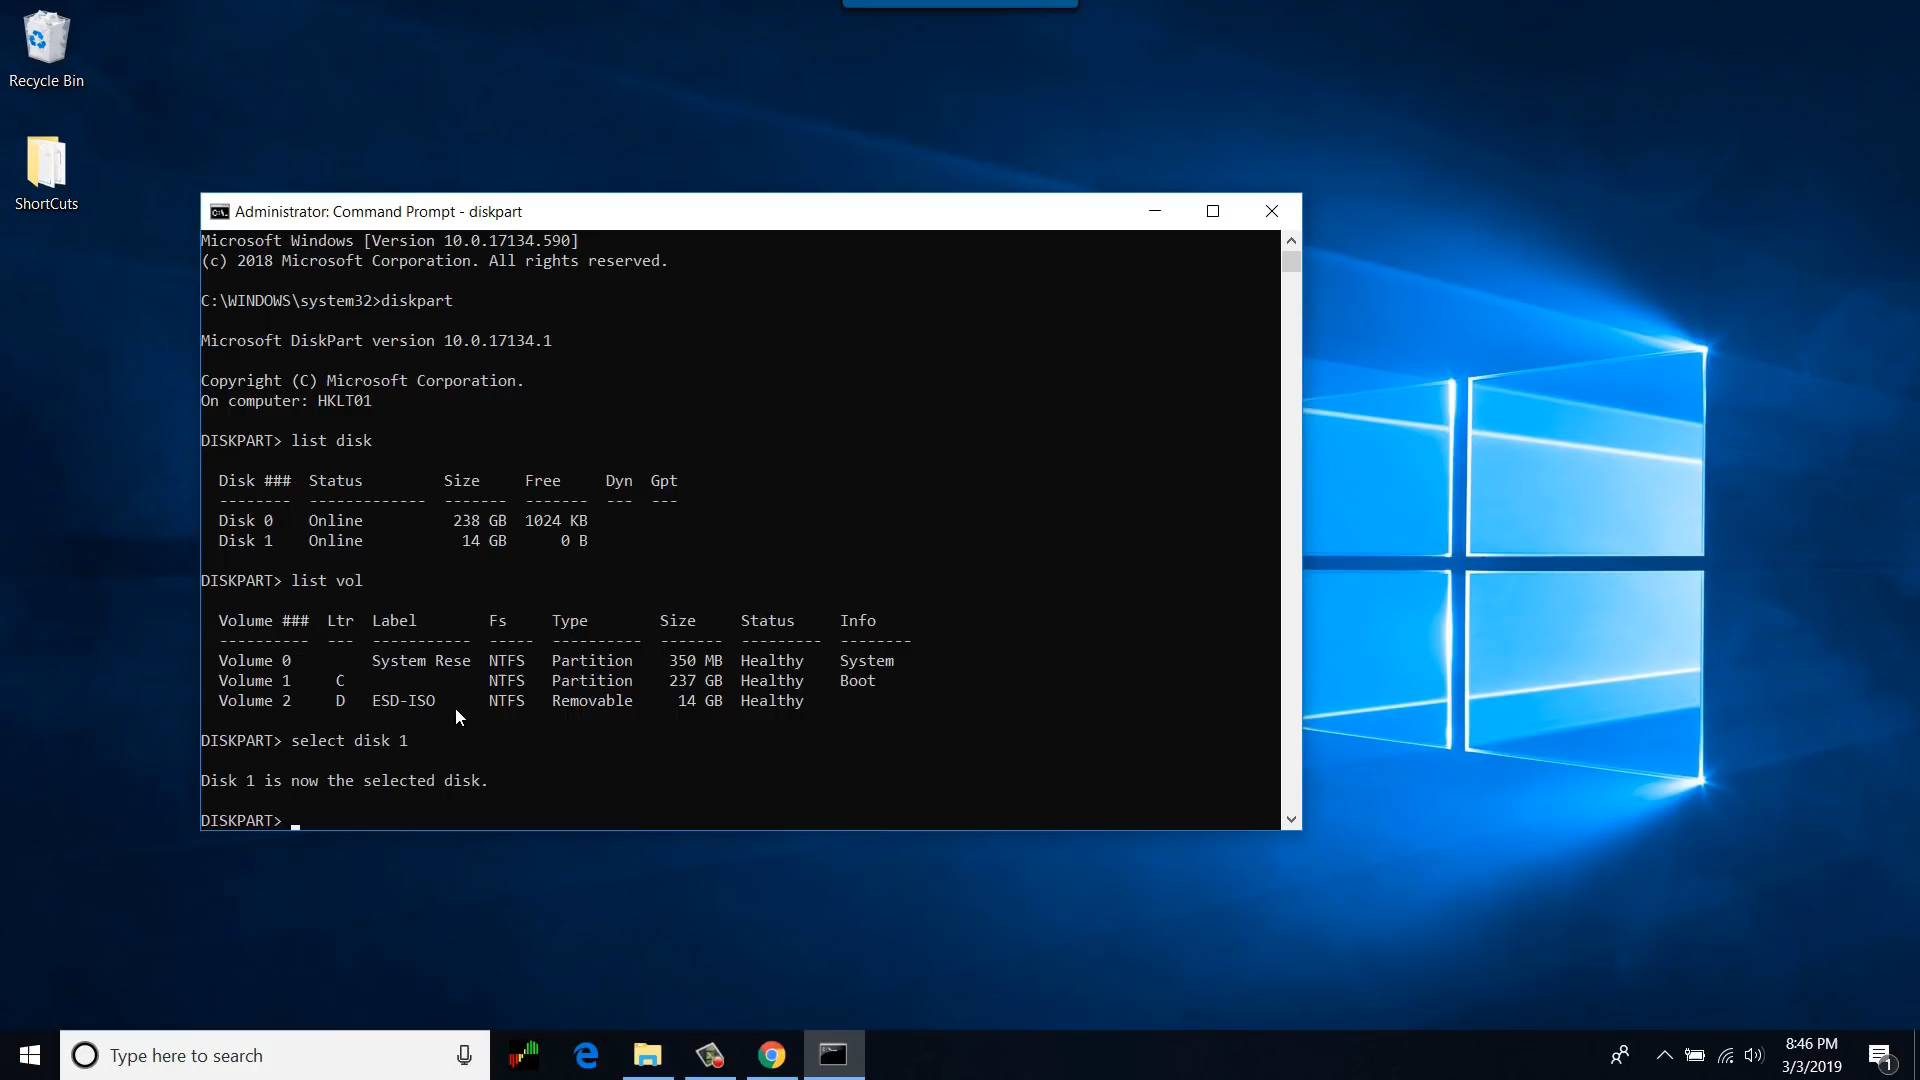 Recycle Bin
ShortCuts
Administrator: Command Prompt - diskpart
Microsoft Windows [Version 10.0.17134.590]
(c) 2018 Microsoft Corporation. All rights reserved.
C:\WINDOWS\system32>diskpart
Microsoft DiskPart version 10.0.17134.1
Copyright (C) Microsoft Corporation.
On computer: HKLT01
DISKPART> list disk
Disk ###  Status         Size     Free     Dyn  Gpt
--------  -------------  -------  -------  ---  ---
Disk 0    Online          238 GB  1024 KB
Disk 1    Online           14 GB      0 B
DISKPART> list vol
Volume ###  Ltr  Label        Fs     Type        Size     Status     Info
----------  ---  -----------  -----  ----------  -------  ---------  --------
Volume 0         System Rese  NTFS   Partition    350 MB  Healthy    System
Volume 1     C                NTFS   Partition    237 GB  Healthy    Boot
Volume 2     D   ESD-ISO      NTFS   Removable     14 GB  Healthy
DISKPART> select disk 1
Disk 1 is now the selected disk.
DISKPART>
Type here to search
8:46 PM
3/3/2019
1